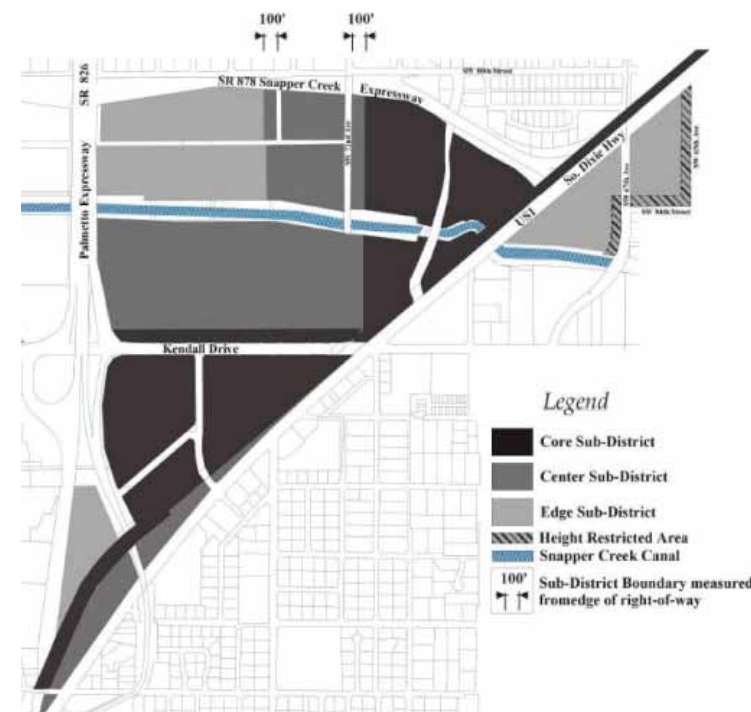 100' 100'
SR 826
SR 878 Snapper Creek Expressway
SW 80th Street
So. Dixie Hwy
US1
Palmetto Expressway
SW 84th Street
Kendall Drive
Legend
Core Sub-District
Center Sub-District
Edge Sub-District
Height Restricted Area
Snapper Creek Canal
100' Sub-District Boundary measured
fromedge of right-of-way